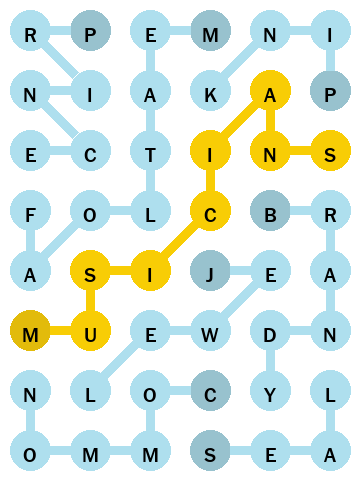 R P E M N I
N I A K A P
E C T I N S
F O L C B R
A S I J E A
M U E W D N
N L O C Y L
O M M S E A